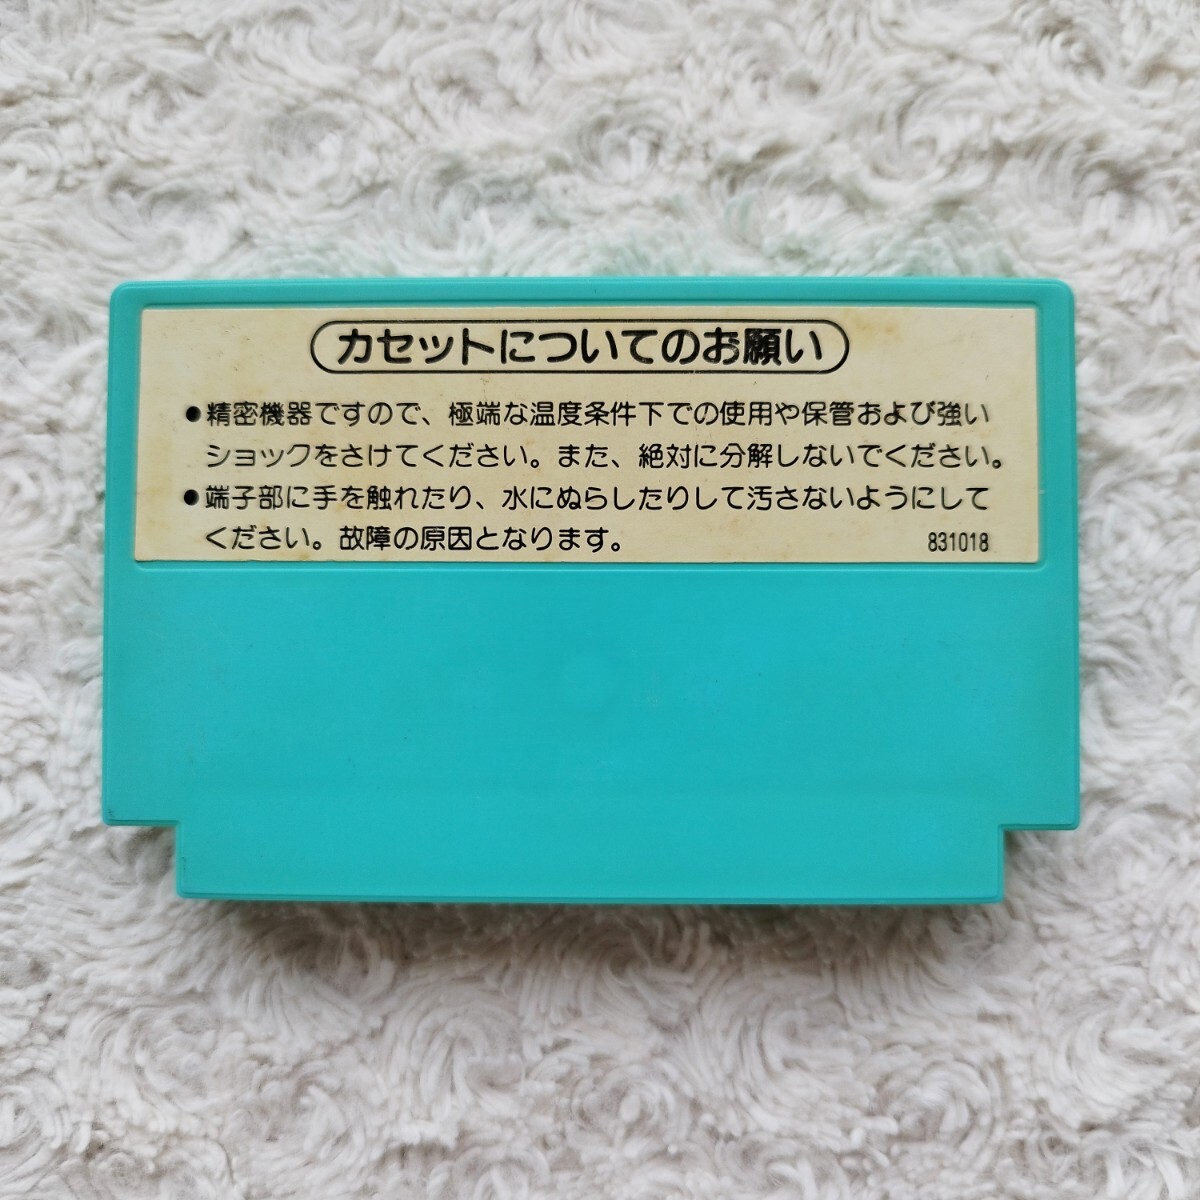 カセットについてのお願い
●精密機器ですので、極端な温度条件下での使用や保管および強い
ショックをさけてください。また、絶対に分解しないでください。
●端子部に手を触れたり、水にぬらしたりして汚さないようにして
ください。故障の原因となります。 831018